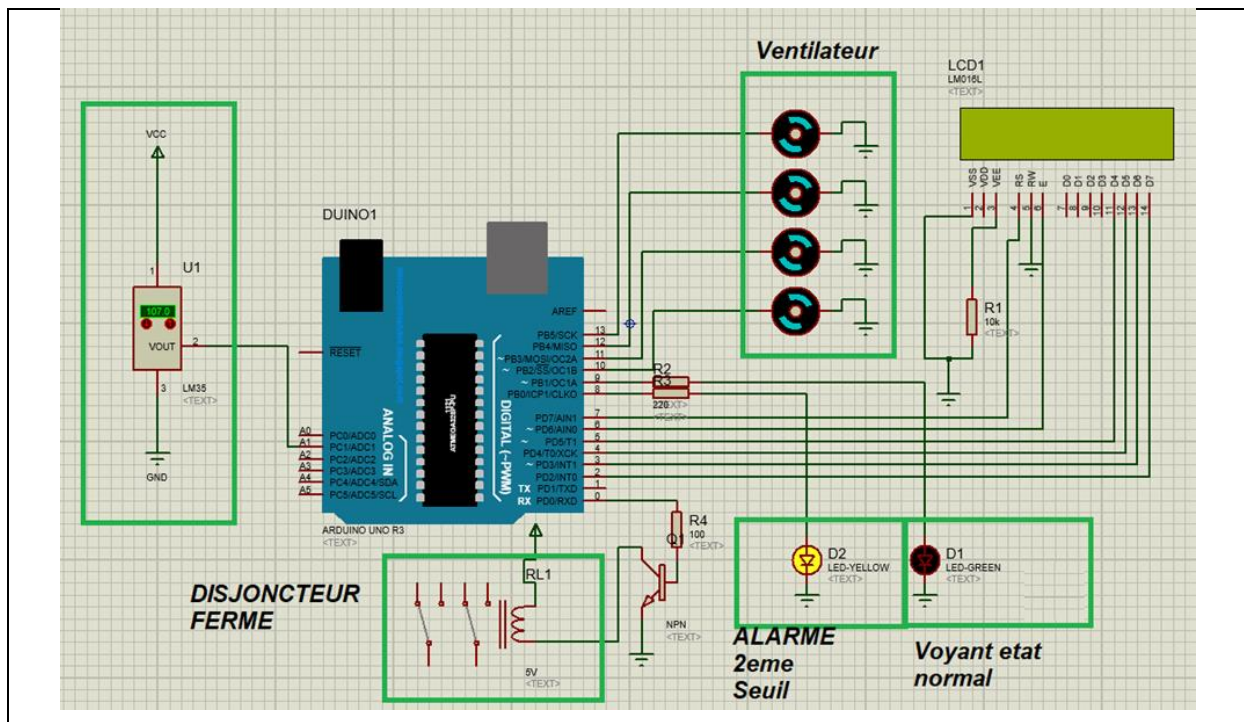 Ventilateur
LCD1
LM016L
<TEXT>
VSS
VDD
VEE
RS
RW
E
D0
D1
D2
D3
D4
D5
D6
D7
1
2
3
4
5
6
7
8
9
10
11
12
13
14
R1
10k
<TEXT>
VCC
1
U1
107.0
VOUT
2
3
LM35
<TEXT>
GND
DUINO1
RESET
AREF
PB5/SCK
13
PB4/MISO
12
~PB3/MOSI/OC2A
11
~ PB2/SS/OC1B
10
~ PB1/OC1A
9
PB0/ICP1/CLKO
8
PD7/AIN1
7
~ PD6/AIN0
6
~ PD5/T1
5
PD4/T0/XCK
4
~ PD3/INT1
3
PD2/INT0
2
TX PD1/TXD
1
RX PD0/RXD
0
DIGITAL (~PWM)
ANALOG IN
A0
PC0/ADC0
A1
PC1/ADC1
A2
PC2/ADC2
A3
PC3/ADC3
A4
PC4/ADC4/SDA
A5
PC5/ADC5/SCL
ARDUINO UNO R3
<TEXT>
R2
R3
220
<TEXT>
R4
100
<TEXT>
Q1
NPN
<TEXT>
DISJONCTEUR
FERME
RL1
5V
<TEXT>
D2
LED-YELLOW
<TEXT>
D1
LED-GREEN
<TEXT>
ALARME
2eme
Seuil
Voyant etat
normal